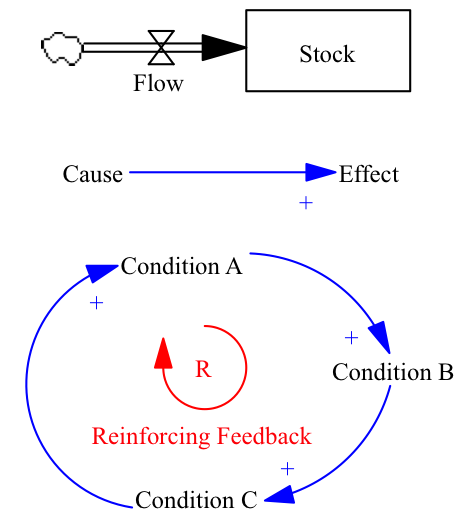 Stock
Flow
Cause
Effect
+
Condition A
+
+
R
Condition B
Reinforcing Feedback
+
Condition C